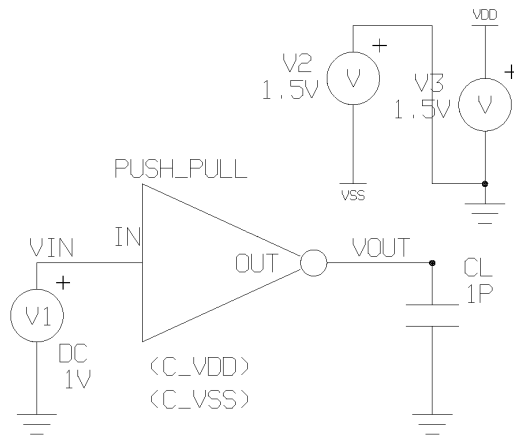 VDD
+
V2
1.5V
V
+
V3
1.5V
V
VSS
PUSH_PULL
VIN
IN
OUT
VOUT
+
V1
DC
1V
CL
1P
(C_VDD)
(C_VSS)